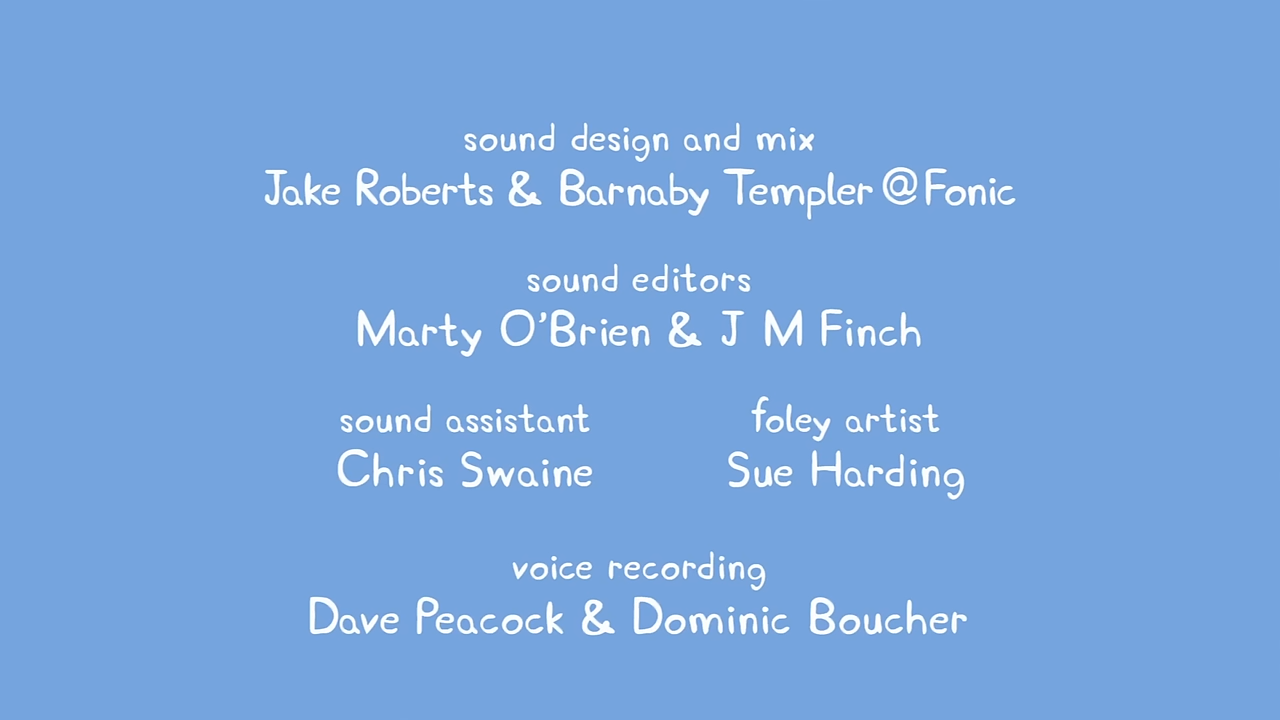 sound design and mix
Jake Roberts & Barnaby Templer @ Fonic
sound editors
Marty O'Brien & J M Finch
sound assistant
Chris Swaine
foley artist
Sue Harding
voice recording
Dave Peacock & Dominic Boucher